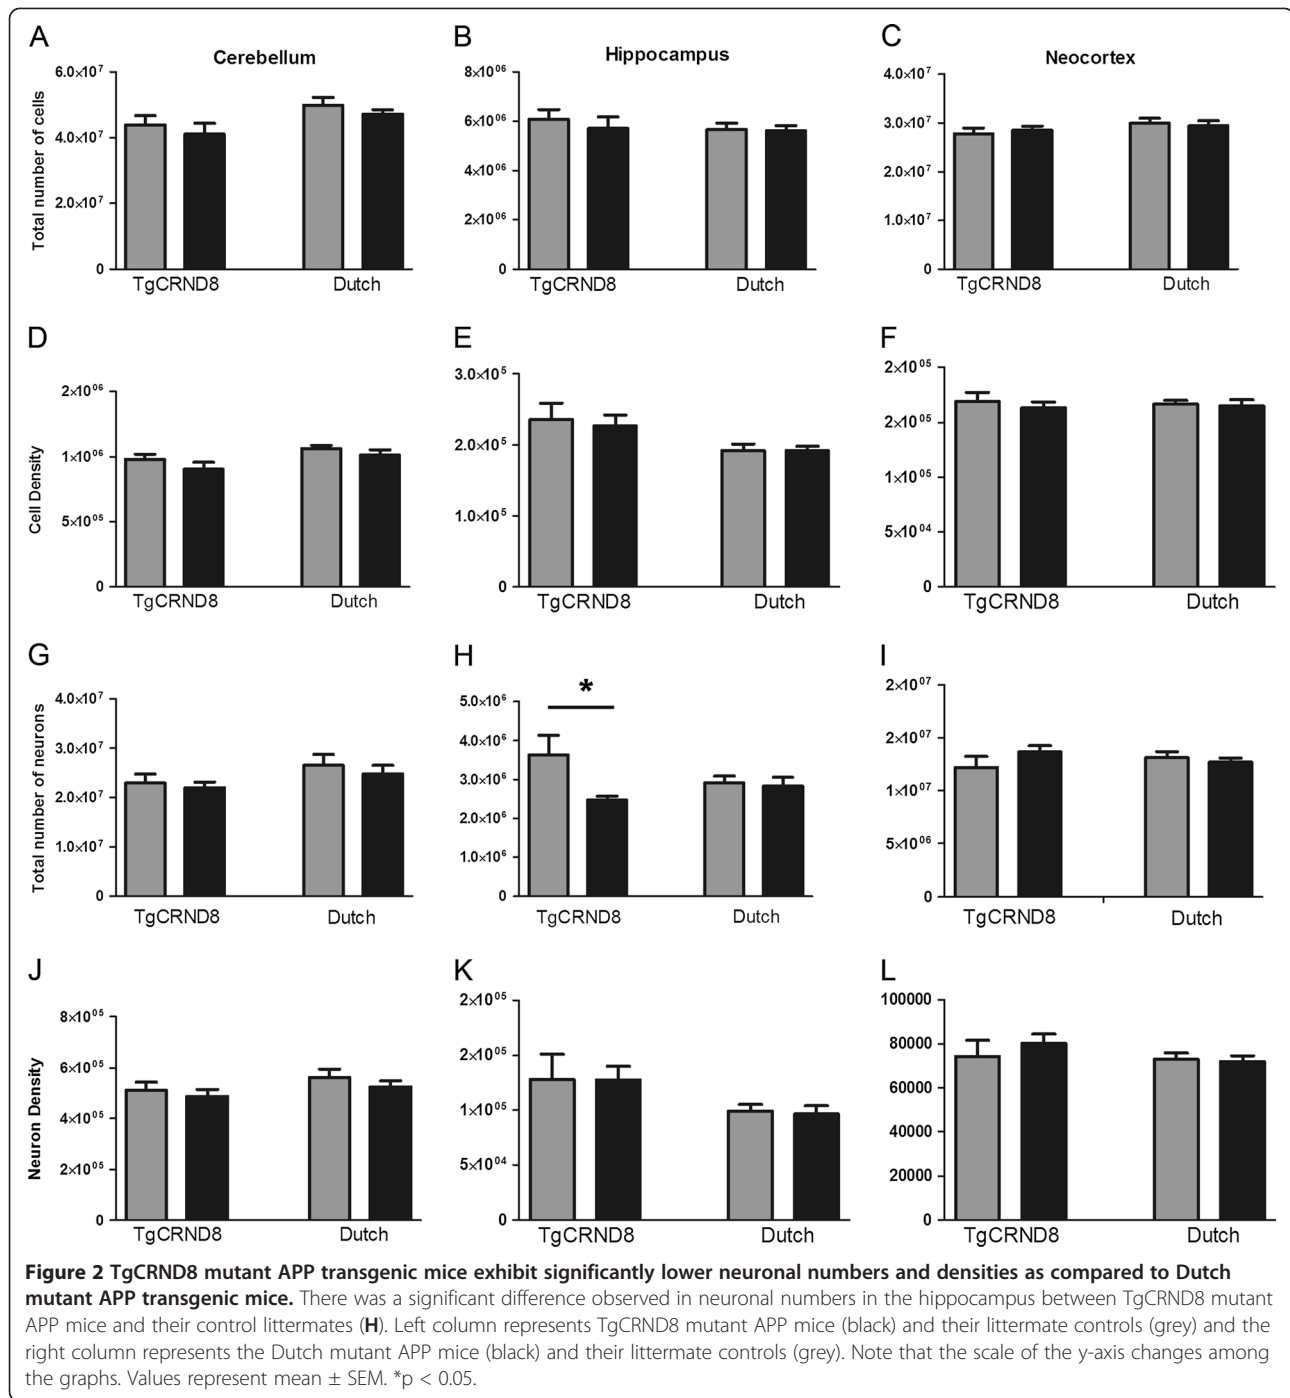 A
Cerebellum
Total number of cells
6.0×10⁷
4.0×10⁷
2.0×10⁷
0
TgCRND8 Dutch
B
Hippocampus
8×10⁰⁶
6×10⁰⁶
4×10⁰⁶
2×10⁰⁶
0
TgCRND8 Dutch
C
Neocortex
4.0×10⁷
3.0×10⁷
2.0×10⁷
1.0×10⁷
0
TgCRND8 Dutch
D
Cell Density
2×10⁰⁶
1×10⁰⁶
5×10⁰⁵
0
TgCRND8 Dutch
E
3.0×10⁵
2.0×10⁵
1.0×10⁵
0
TgCRND8 Dutch
F
2×10⁰⁵
2×10⁰⁵
1×10⁰⁵
5×10⁰⁴
0
TgCRND8 Dutch
G
Total number of neurons
4.0×10⁷
3.0×10⁷
2.0×10⁷
1.0×10⁷
0
TgCRND8 Dutch
H
*
5.0×10⁶
4.0×10⁶
3.0×10⁶
2.0×10⁶
1.0×10⁶
0
TgCRND8 Dutch
I
2×10⁰⁷
2×10⁰⁷
1×10⁰⁷
5×10⁰⁶
0
TgCRND8 Dutch
J
Neuron Density
8×10⁰⁵
6×10⁰⁵
4×10⁰⁵
2×10⁰⁵
0
TgCRND8 Dutch
K
2×10⁰⁵
2×10⁰⁵
1×10⁰⁵
5×10⁰⁴
0
TgCRND8 Dutch
L
100000
80000
60000
40000
20000
0
TgCRND8 Dutch
Figure 2 TgCRND8 mutant APP transgenic mice exhibit significantly lower neuronal numbers and densities as compared to Dutch
mutant APP transgenic mice. There was a significant difference observed in neuronal numbers in the hippocampus between TgCRND8 mutant
APP mice and their control littermates (H). Left column represents TgCRND8 mutant APP mice (black) and their littermate controls (grey) and the
right column represents the Dutch mutant APP mice (black) and their littermate controls (grey). Note that the scale of the y-axis changes among
the graphs. Values represent mean ± SEM. *p < 0.05.